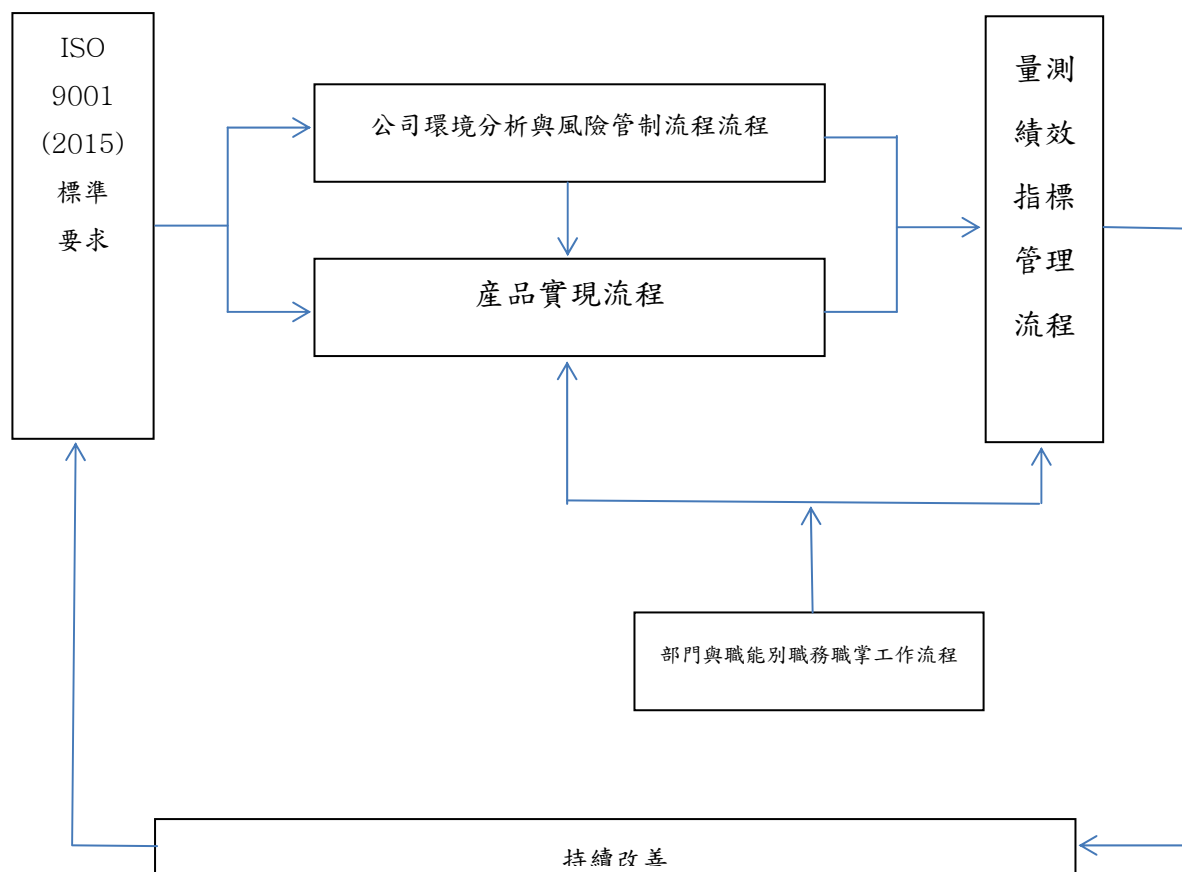 ISO
9001
(2015)
標準
要求
公司環境分析與風險管制流程流程
產品實現流程
量測
績效
指標
管理
流程
部門與職能別職務職掌工作流程
持續改善